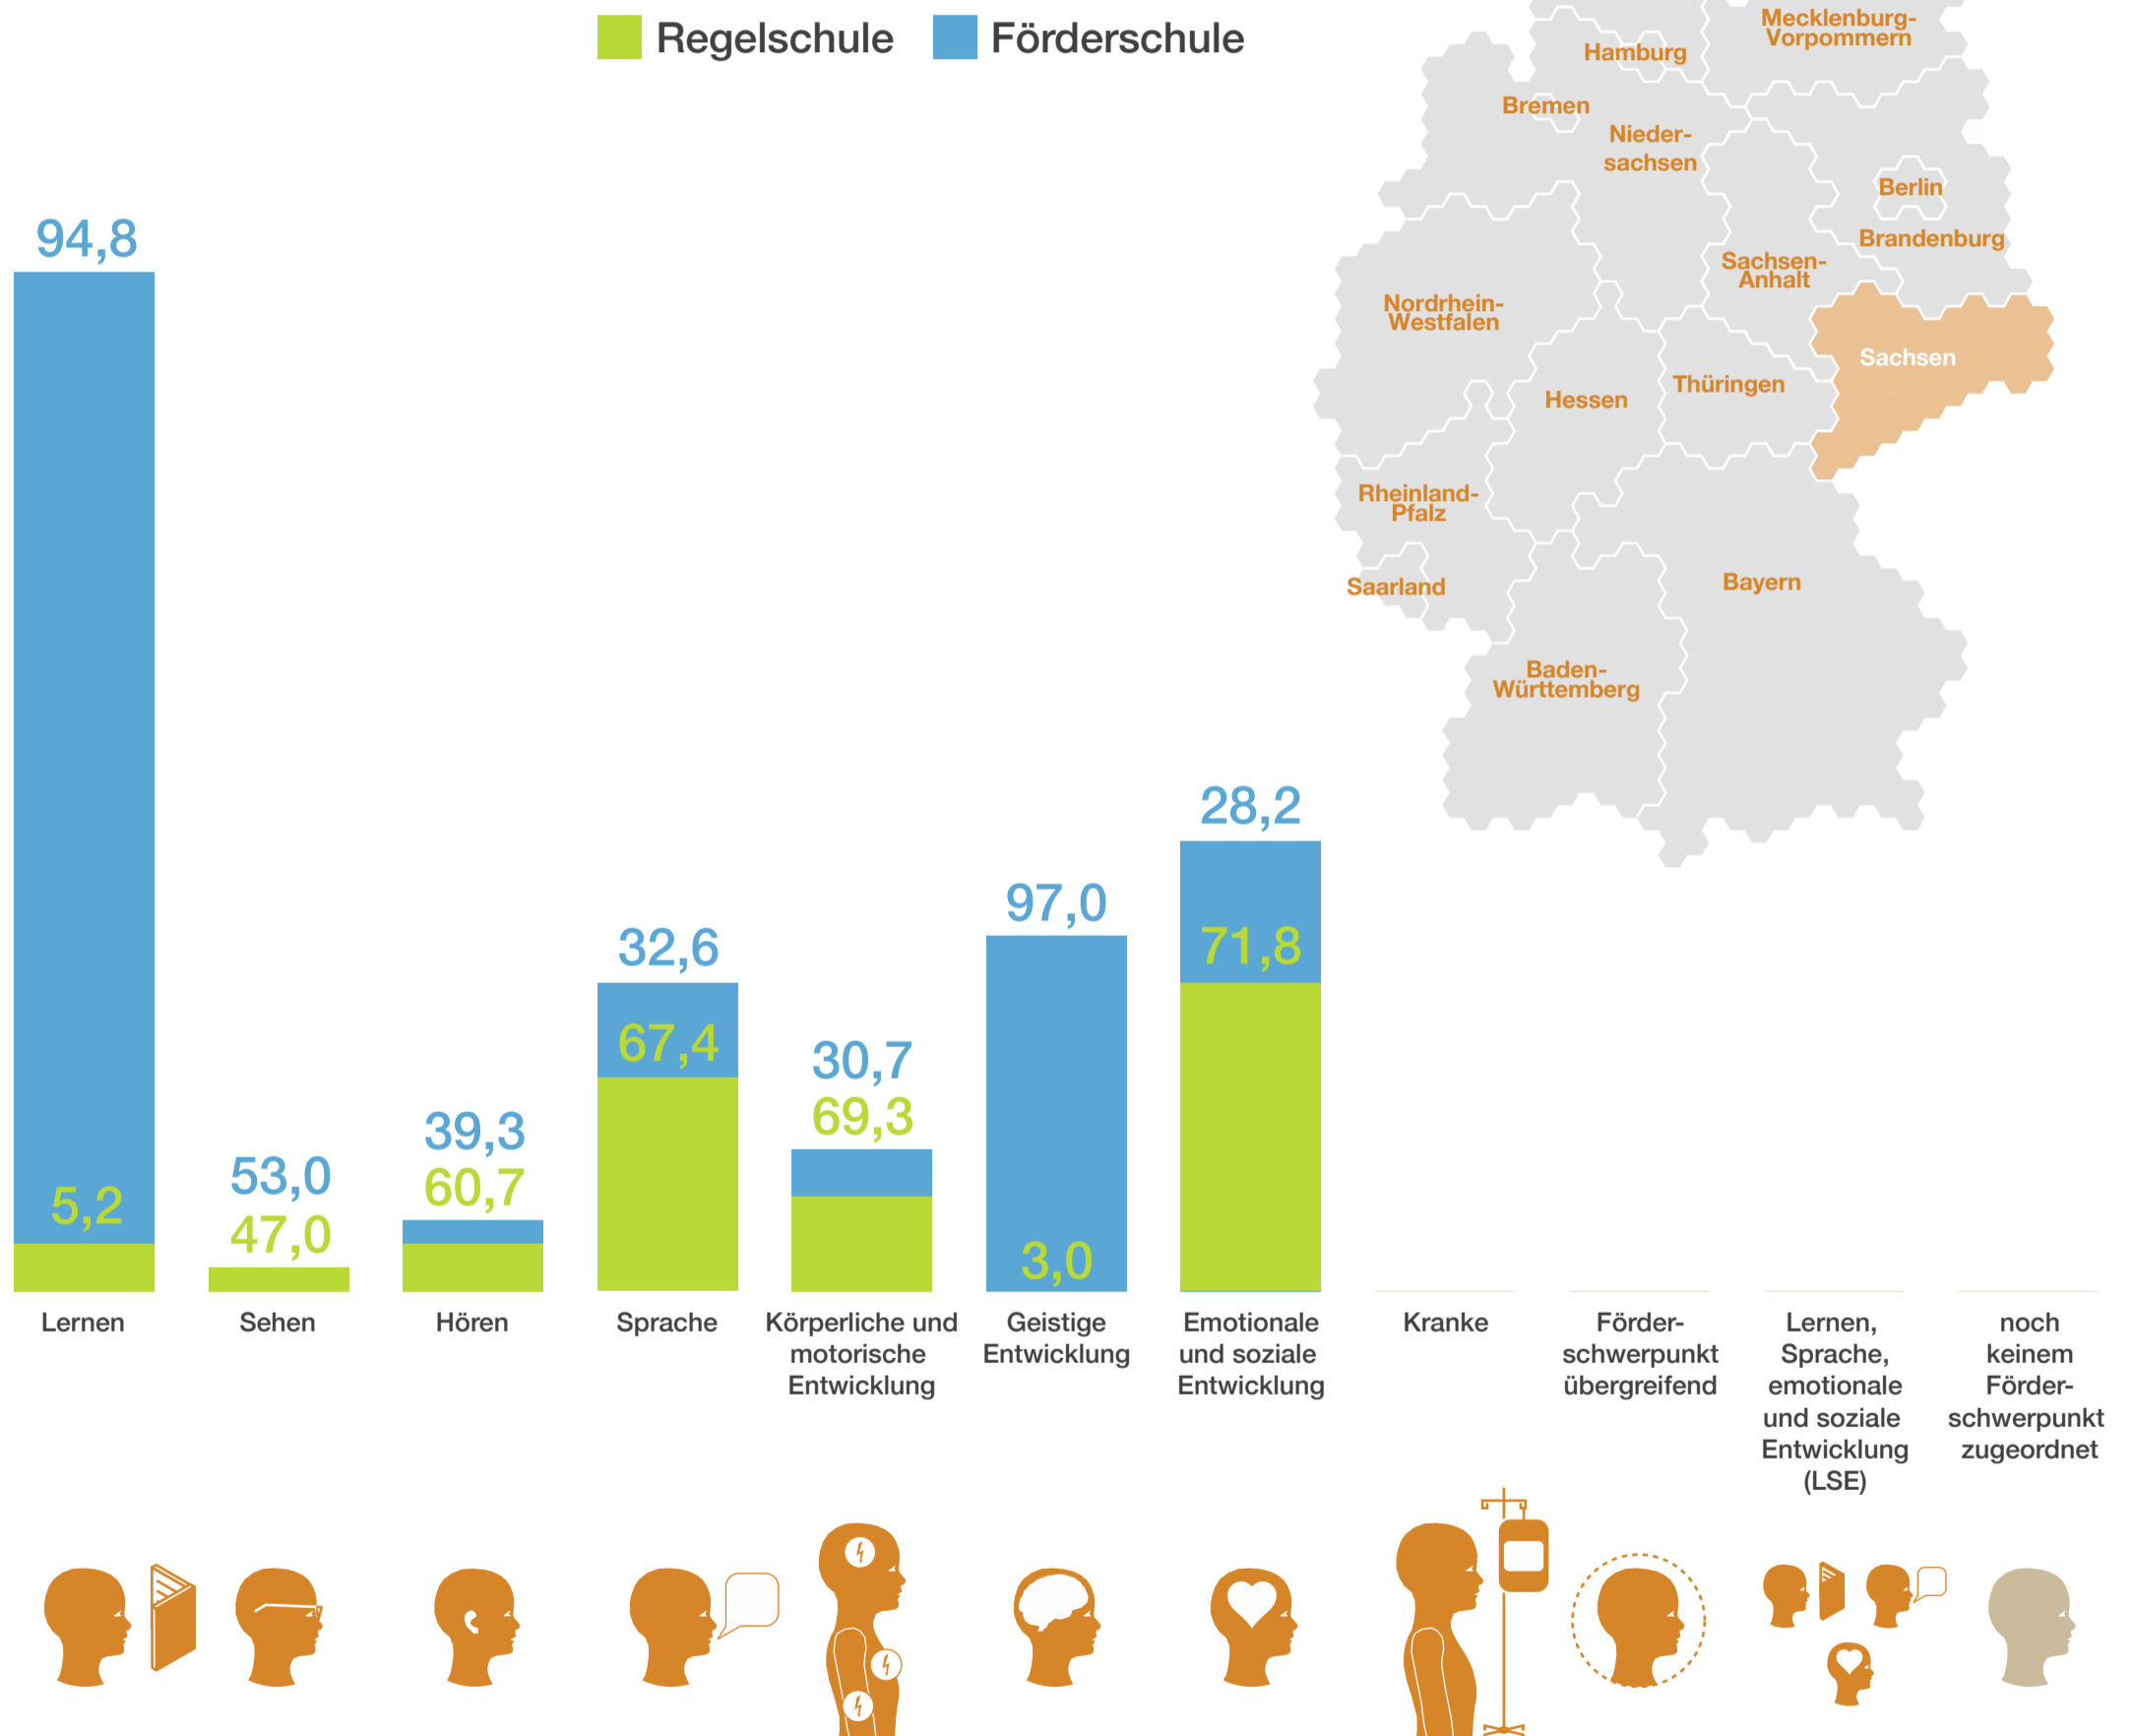 Regelschule Förderschule
Mecklenburg-
Vorpommern
Hamburg
Bremen
Nieder-
sachsen
Berlin
Brandenburg
Sachsen-
Anhalt
Nordrhein-
Westfalen
Sachsen
Thüringen
Hessen
Rheinland-
Pfalz
Saarland
Bayern
Baden-
Württemberg
94,8
5,2
53,0
47,0
39,3
60,7
32,6
67,4
30,7
69,3
97,0
3,0
28,2
71,8
Lernen
Sehen
Hören
Sprache
Körperliche und
motorische
Entwicklung
Geistige
Entwicklung
Emotionale
und soziale
Entwicklung
Kranke
Förder-
schwerpunkt
übergreifend
Lernen,
Sprache,
emotionale
und soziale
Entwicklung
(LSE)
noch
keinem
Förder-
schwerpunkt
zugeordnet